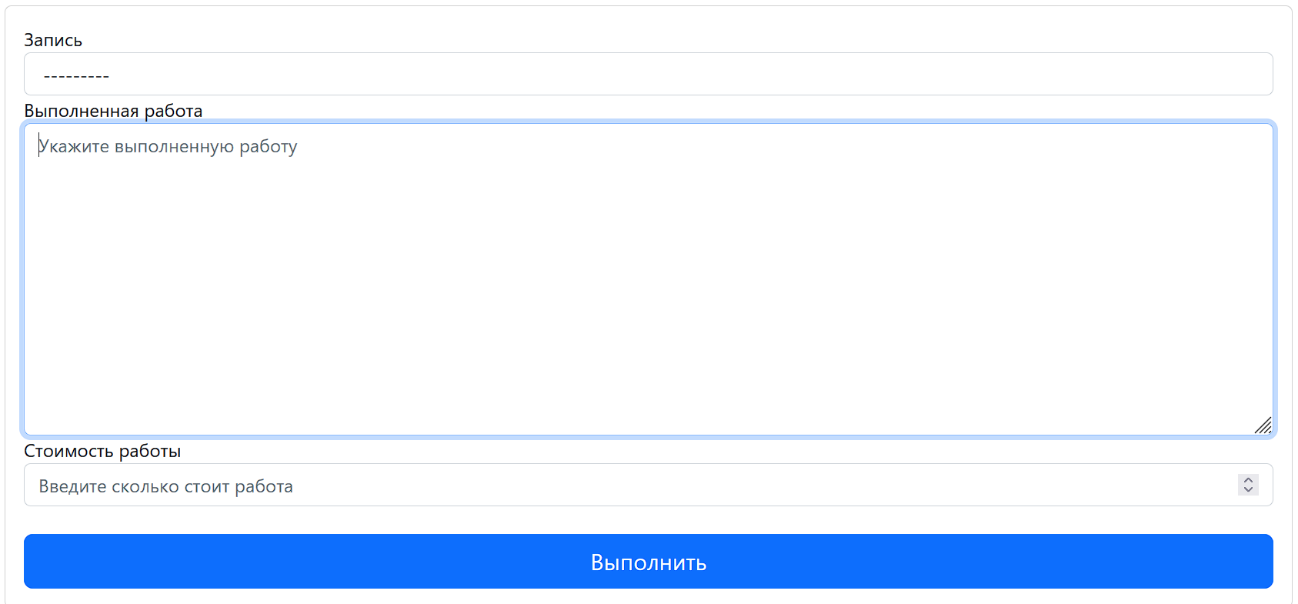 Запись
---------
Выполненная работа
Укажите выполненную работу
Стоимость работы
Введите сколько стоит работа
Выполнить